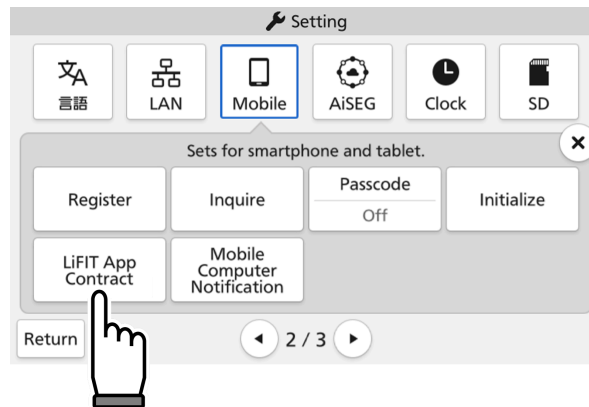 Setting
言語
LAN
Mobile
AiSEG
Clock
SD
Sets for smartphone and tablet.
Register
Inquire
Passcode
Off
Initialize
LiFIT App
Contract
Mobile
Computer
Notification
Return
2 / 3